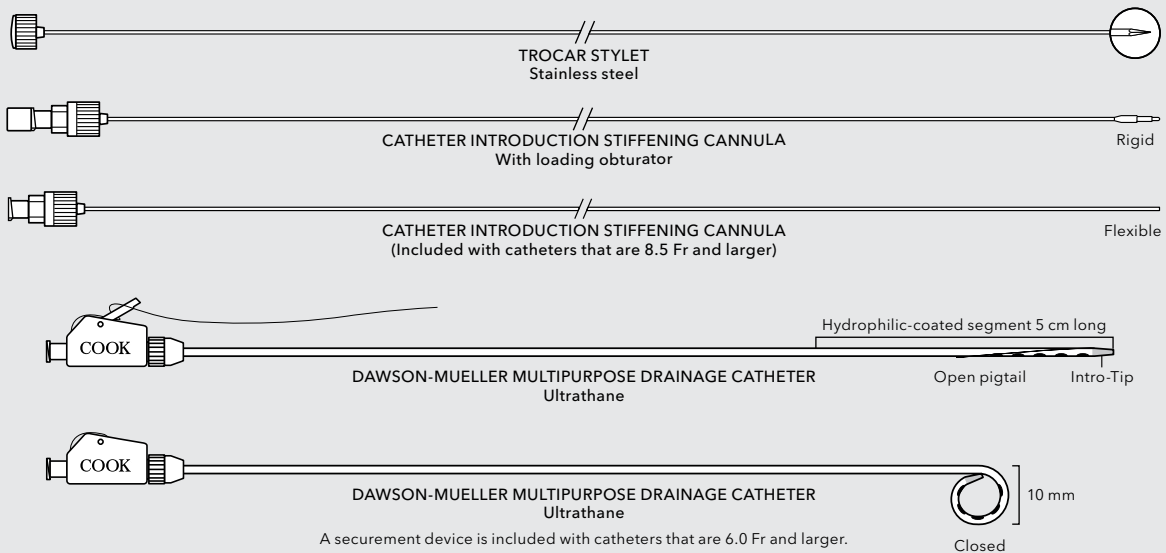 TROCAR STYLET
Stainless steel
CATHETER INTRODUCTION STIFFENING CANNULA
With loading obturator
Rigid
CATHETER INTRODUCTION STIFFENING CANNULA
(Included with catheters that are 8.5 Fr and larger)
Flexible
Hydrophilic-coated segment 5 cm long
COOK
DAWSON-MUELLER MULTIPURPOSE DRAINAGE CATHETER
Ultrathane
Open pigtail
Intro-Tip
COOK
DAWSON-MUELLER MULTIPURPOSE DRAINAGE CATHETER
Ultrathane
10 mm
A securement device is included with catheters that are 6.0 Fr and larger.
Closed